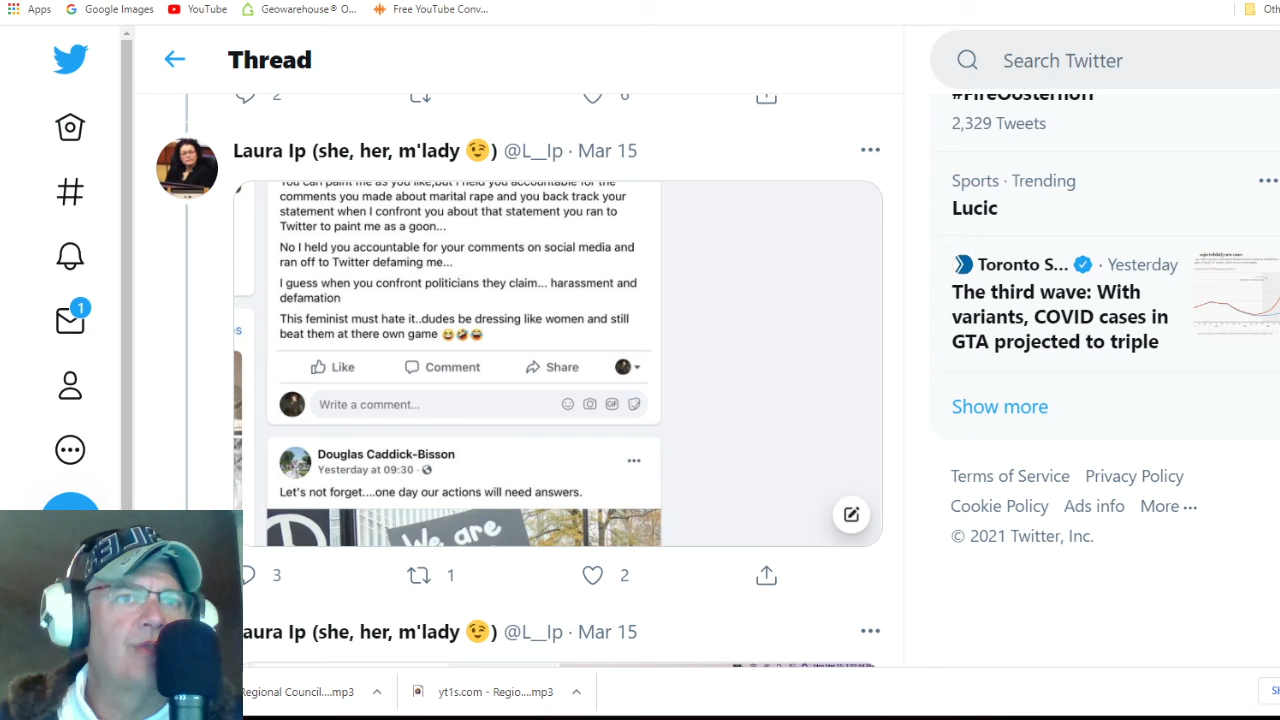 Apps
Google Images
YouTube
Geowarehouse® O...
Free YouTube Conv...
Thread
Search Twitter
2
6
#FireOosterhoff
2,329 Tweets
Laura Ip (she, her, m'lady 😉) @L__Ip · Mar 15
You can paint me as you like,but I held you accountable for the
comments you made about marital rape and you back track your
statement when I confront you about that statement you ran to
Twitter to paint me as a goon...
No I held you accountable for your comments on social media and
ran off to Twitter defaming me...
I guess when you confront politicians they claim... harassment and
defamation
This feminist must hate it..dudes be dressing like women and still
beat them at there own game 😂🤣😂
Like
Comment
Share
Write a comment...
GIF
Douglas Caddick-Bisson
Yesterday at 09:30 ·
Let's not forget....one day our actions will need answers.
We are
3
1
2
Laura Ip (she, her, m'lady 😉) @L__Ip · Mar 15
Sports · Trending
Lucic
Toronto S... · Yesterday
The third wave: With
variants, COVID cases in
GTA projected to triple
Show more
Terms of Service Privacy Policy
Cookie Policy Ads info More
© 2021 Twitter, Inc.
1
Regional Council....mp3
yt1s.com - Regio....mp3